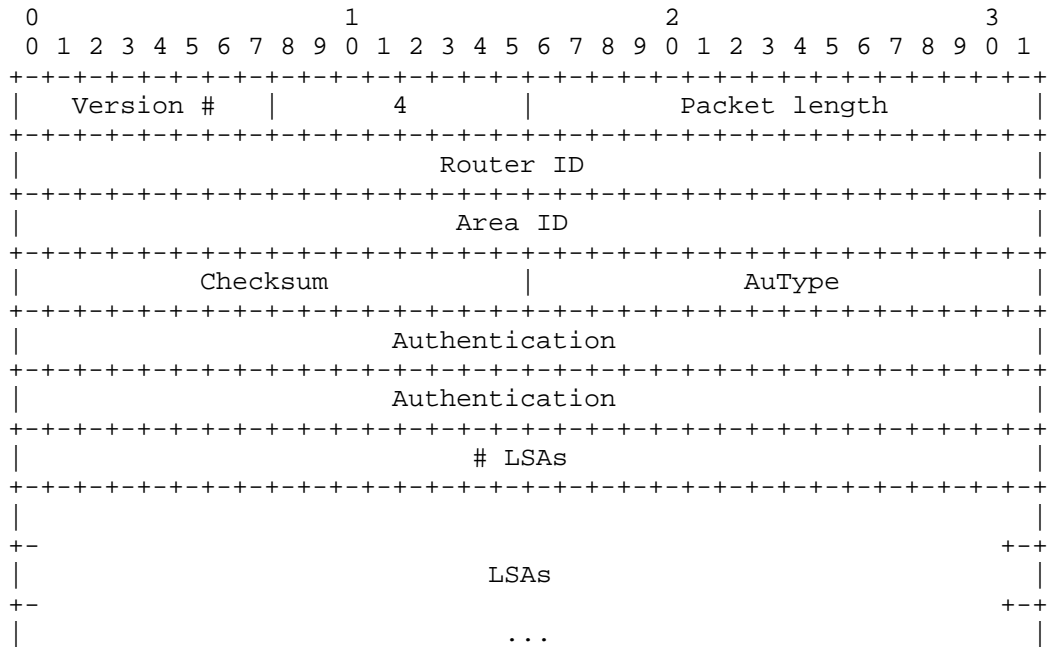 0                   1                   2                   3
 0 1 2 3 4 5 6 7 8 9 0 1 2 3 4 5 6 7 8 9 0 1 2 3 4 5 6 7 8 9 0 1
+-+-+-+-+-+-+-+-+-+-+-+-+-+-+-+-+-+-+-+-+-+-+-+-+-+-+-+-+-+-+-+-+
|   Version #   |       4       |         Packet length         |
+-+-+-+-+-+-+-+-+-+-+-+-+-+-+-+-+-+-+-+-+-+-+-+-+-+-+-+-+-+-+-+-+
|                          Router ID                            |
+-+-+-+-+-+-+-+-+-+-+-+-+-+-+-+-+-+-+-+-+-+-+-+-+-+-+-+-+-+-+-+-+
|                           Area ID                             |
+-+-+-+-+-+-+-+-+-+-+-+-+-+-+-+-+-+-+-+-+-+-+-+-+-+-+-+-+-+-+-+-+
|           Checksum            |             AuType            |
+-+-+-+-+-+-+-+-+-+-+-+-+-+-+-+-+-+-+-+-+-+-+-+-+-+-+-+-+-+-+-+-+
|                       Authentication                          |
+-+-+-+-+-+-+-+-+-+-+-+-+-+-+-+-+-+-+-+-+-+-+-+-+-+-+-+-+-+-+-+-+
|                       Authentication                          |
+-+-+-+-+-+-+-+-+-+-+-+-+-+-+-+-+-+-+-+-+-+-+-+-+-+-+-+-+-+-+-+-+
|                            # LSAs                             |
+-+-+-+-+-+-+-+-+-+-+-+-+-+-+-+-+-+-+-+-+-+-+-+-+-+-+-+-+-+-+-+-+
|                                                               |
+-                                                            +-+
|                             LSAs                              |
+-                                                            +-+
|                              ...                              |